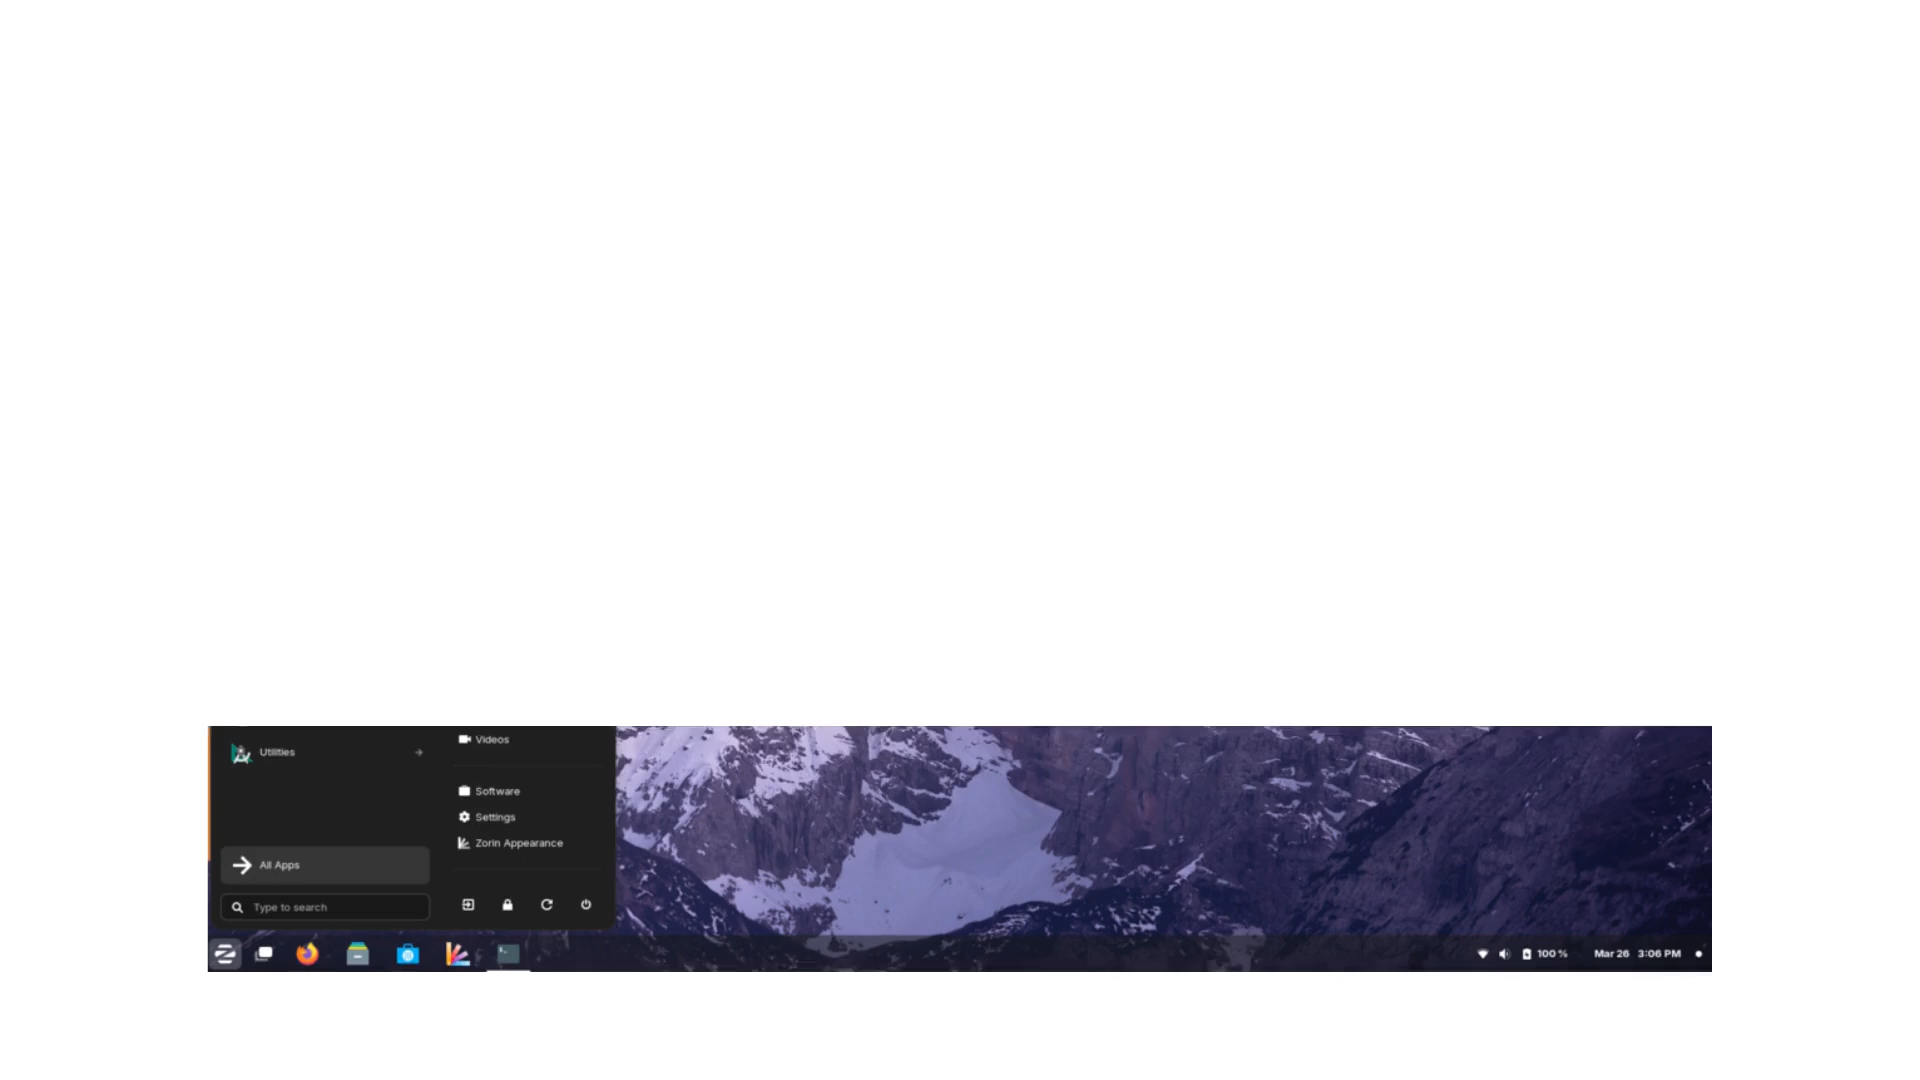 Utilities
All Apps
Type to search
Videos
Software
Settings
Zorin Appearance
100 % Mar 26 3:06 PM